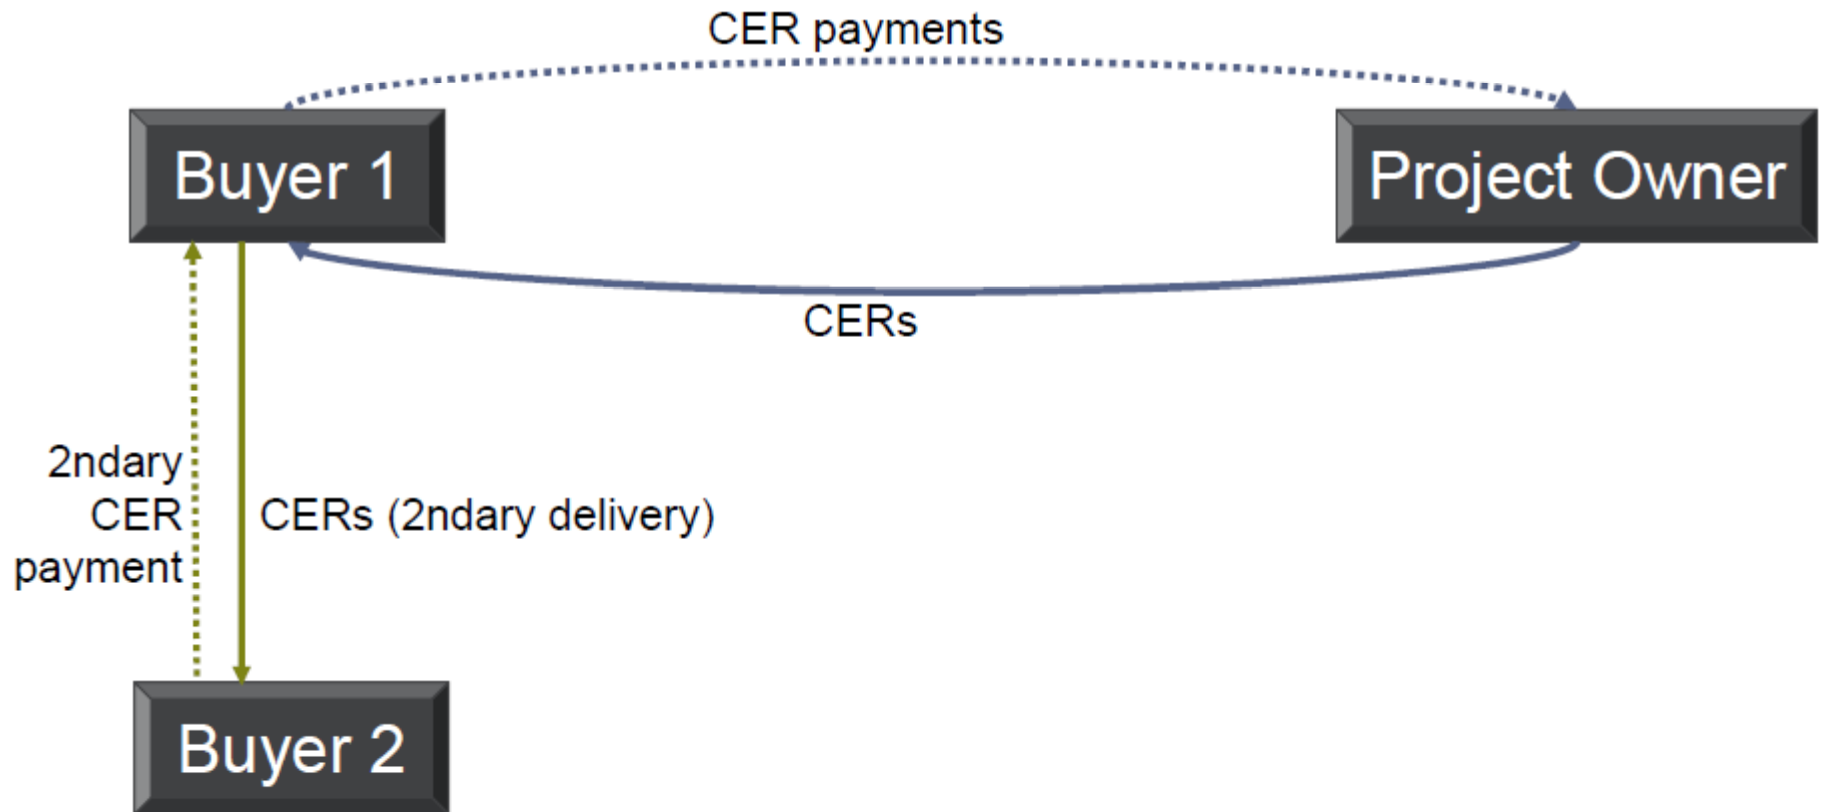 CER payments
Buyer 1
Project Owner
CERs
2ndary
CER
payment
CERs (2ndary delivery)
Buyer 2